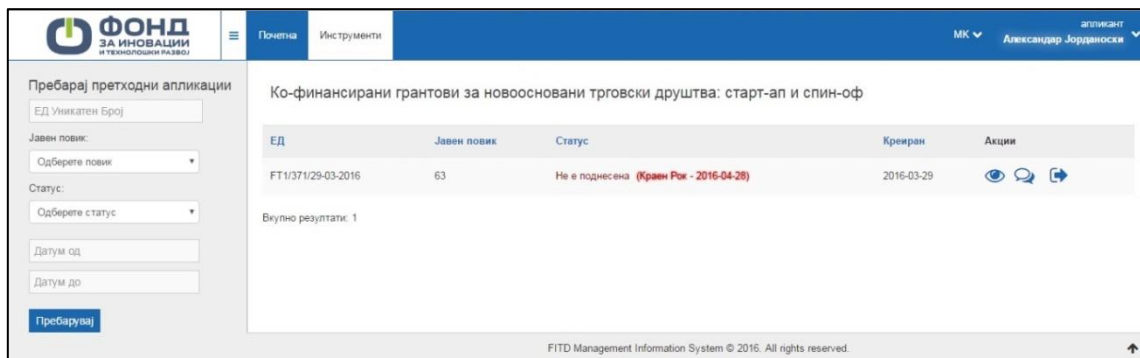 ФОНД
ЗА ИНОВАЦИИ
И ТЕХНОЛОШКИ РАЗВОЈ
Почетна Инструменти
МК
апликант
Александар Јорданоски
Пребарај претходни апликации
ЕД Уникатен Број
Јавен повик:
Одберете повик
Статус:
Одберете статус
Датум од
Датум до
Пребарувај
Ко-финансирани грантови за новоосновани трговски друштва: старт-ап и спин-оф
ЕД Јавен повик Статус Креиран Акции
FT1/371/29-03-2016 63 Не е поднесена (Краен Рок - 2016-04-28) 2016-03-29
Вкупно резултати: 1
FITD Management Information System © 2016. All rights reserved.